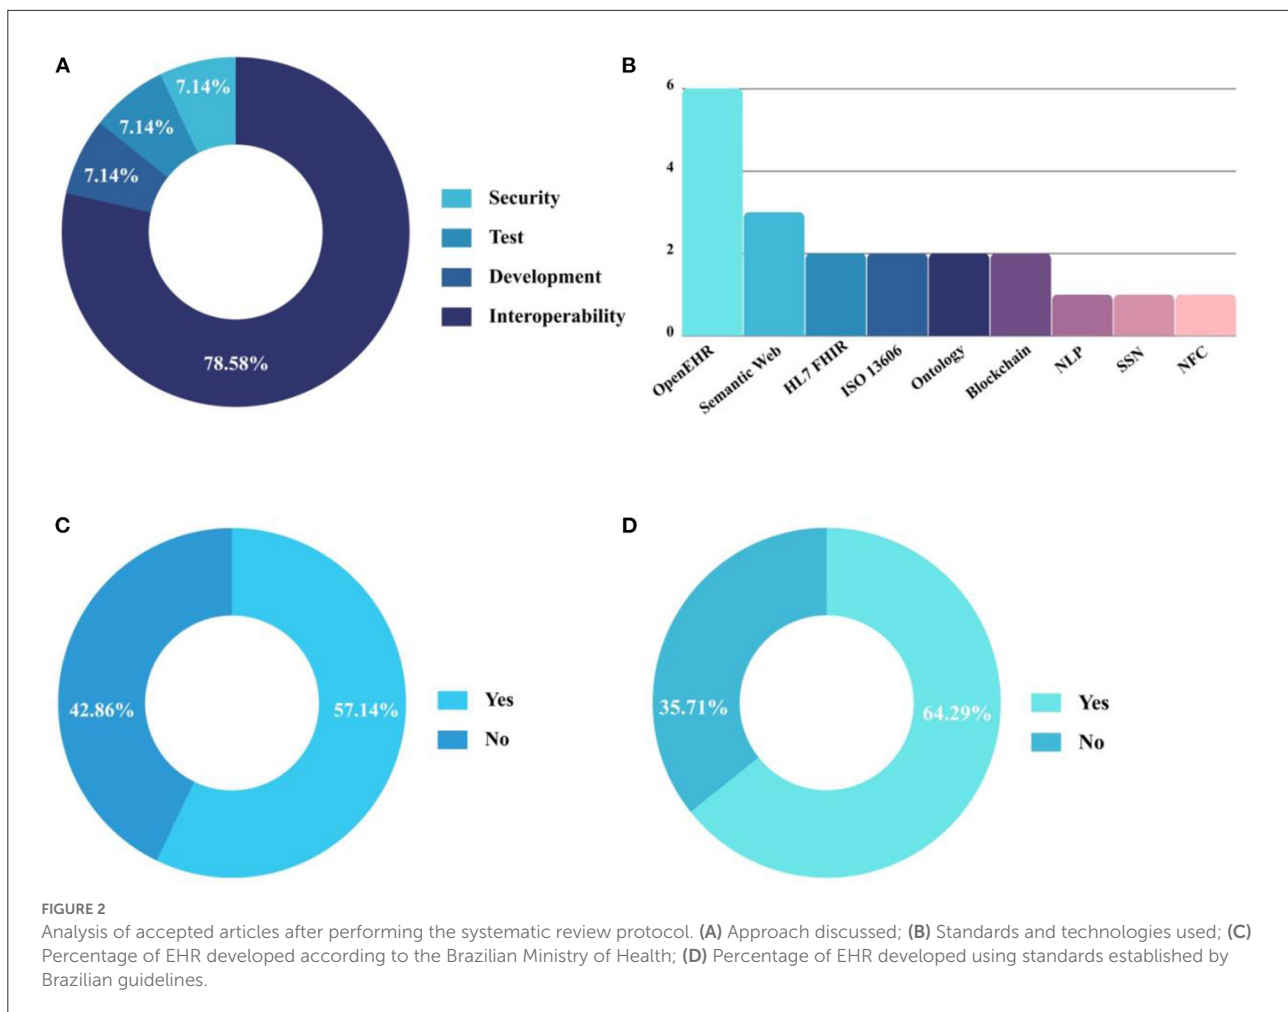 A
7.14%
7.14%
7.14%
78.58%
Security
Test
Development
Interoperability
B
6
4
2
0
OpenEHR
Semantic Web
HL7 FHIR
ISO 13606
Ontology
Blockchain
NLP
SSN
NFC
C
42.86%
57.14%
Yes
No
D
35.71%
64.29%
Yes
No
FIGURE 2
Analysis of accepted articles after performing the systematic review protocol. (A) Approach discussed; (B) Standards and technologies used; (C)
Percentage of EHR developed according to the Brazilian Ministry of Health; (D) Percentage of EHR developed using standards established by
Brazilian guidelines.